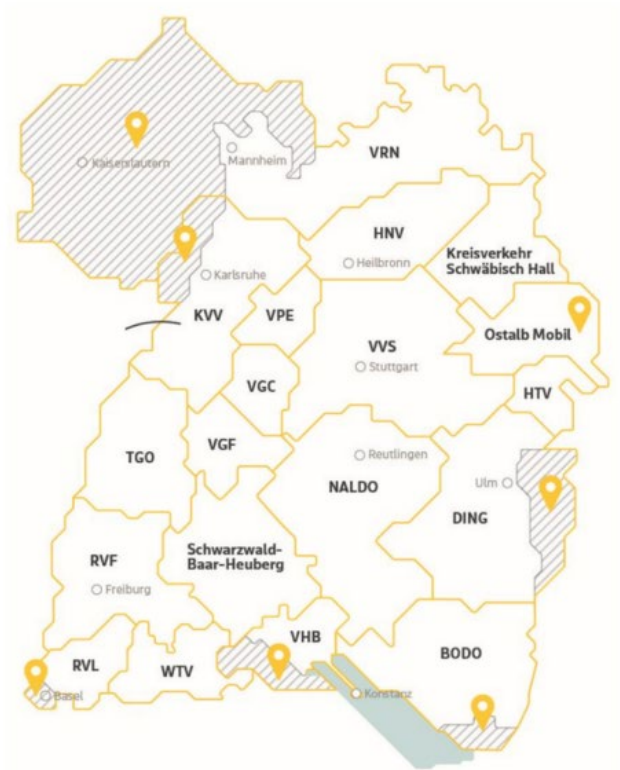 VRN
Mannheim
Kaiserslautern
HNV
Kreisverkehr
Schwäbisch Hall
Heilbronn
Karlsruhe
KVV
VPE
Ostalb Mobil
VVS
Stuttgart
VGC
HTV
VGF
TGO
Reutlingen
NALDO
Ulm
DING
Schwarzwald-
Baar-Heuberg
RVF
Freiburg
VHB
BODO
RVL
WTV
Basel
Konstanz